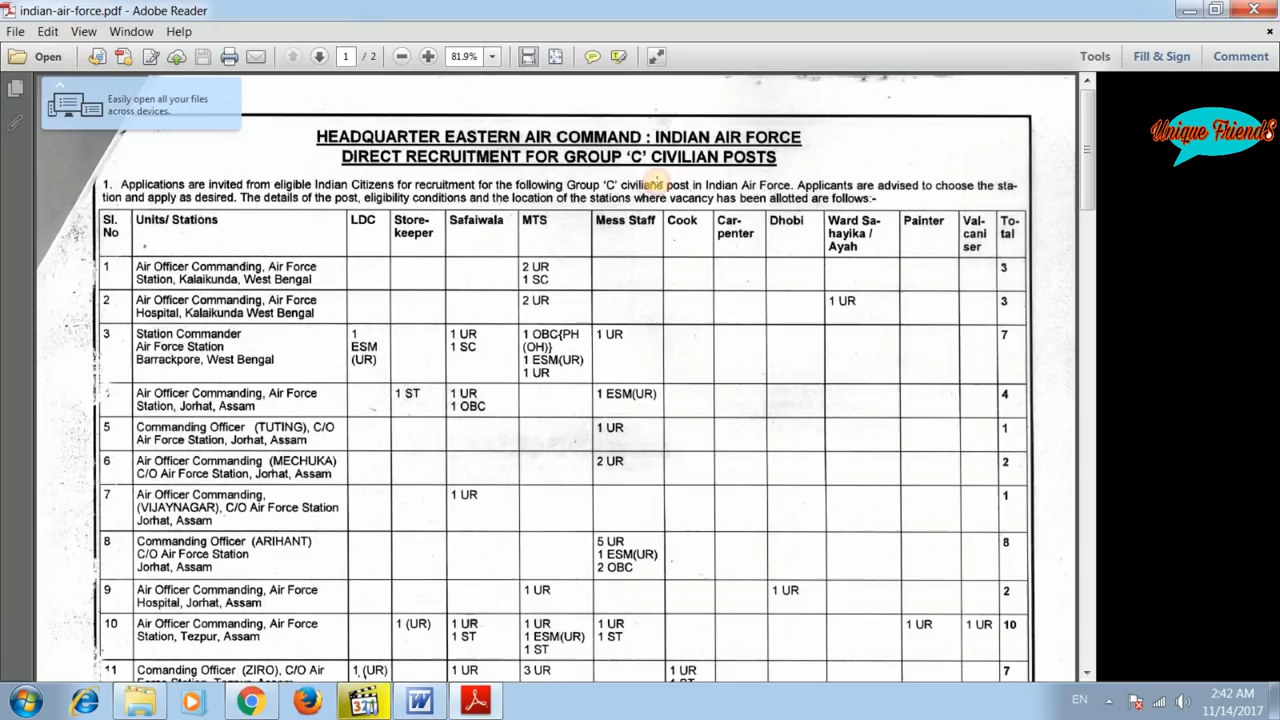 indian-air-force.pdf - Adobe Reader
File Edit View Window Help
Open 1 / 2 81.9% Tools Fill & Sign Comment
Easily open all your files
across devices.
Unique Friends
HEADQUARTER EASTERN AIR COMMAND : INDIAN AIR FORCE
DIRECT RECRUITMENT FOR GROUP ‘C’ CIVILIAN POSTS
1. Applications are invited from eligible Indian Citizens for recruitment for the following Group ‘C’ civilians post in Indian Air Force. Applicants are advised to choose the sta-
tion and apply as desired. The details of the post, eligibility conditions and the location of the stations where vacancy has been allotted are follows:-
Sl. Units/ Stations LDC Store- Safaiwala MTS Mess Staff Cook Car- Dhobi Ward Sa- Painter Val- To-
No keeper penter hayika / cani tal
Ayah ser
1 Air Officer Commanding, Air Force 2 UR 3
Station, Kalaikunda, West Bengal 1 SC
2 Air Officer Commanding, Air Force 2 UR 1 UR 3
Hospital, Kalaikunda West Bengal
3 Station Commander 1 1 UR 1 OBC{PH 1 UR 7
Air Force Station ESM 1 SC (OH)}
Barrackpore, West Bengal (UR) 1 ESM(UR)
1 UR
Air Officer Commanding, Air Force 1 ST 1 UR 1 ESM(UR) 4
Station, Jorhat, Assam 1 OBC
5 Commanding Officer (TUTING), C/O 1 UR 1
Air Force Station, Jorhat, Assam
6 Air Officer Commanding (MECHUKA) 2 UR 2
C/O Air Force Station, Jorhat, Assam
7 Air Officer Commanding, 1 UR 1
(VIJAYNAGAR), C/O Air Force Station
Jorhat, Assam
8 Commanding Officer (ARIHANT) 5 UR 8
C/O Air Force Station 1 ESM(UR)
Jorhat, Assam 2 OBC
9 Air Officer Commanding, Air Force 1 UR 1 UR 2
Hospital, Jorhat, Assam
10 Air Officer Commanding, Air Force 1 (UR) 1 UR 1 UR 1 UR 1 UR 1 UR 10
Station, Tezpur, Assam 1 ST 1 ESM(UR) 1 ST
1 ST
11 Comanding Officer (ZIRO), C/O Air 1 (UR) 1 UR 3 UR 1 UR 7
EN 2:42 AM
11/14/2017